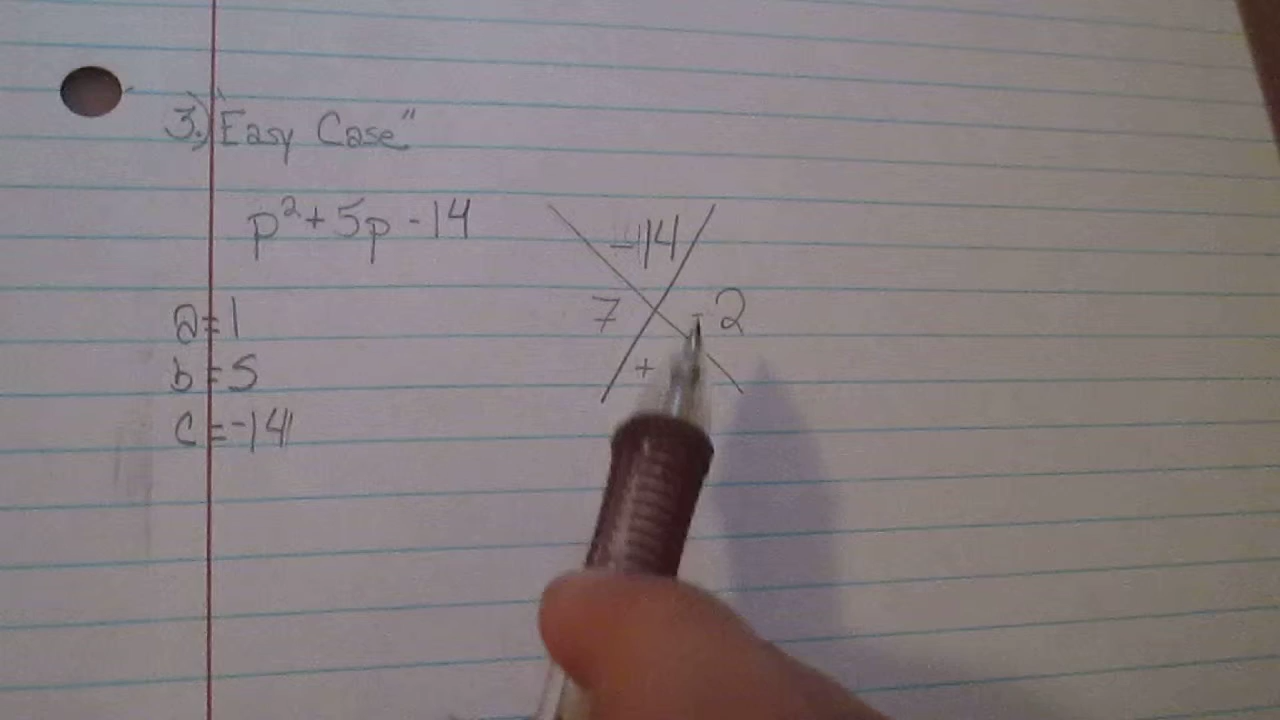 3.) "Easy Case"
p²+5p-14
-14
7 -2
+
a=1
b=5
c=-14